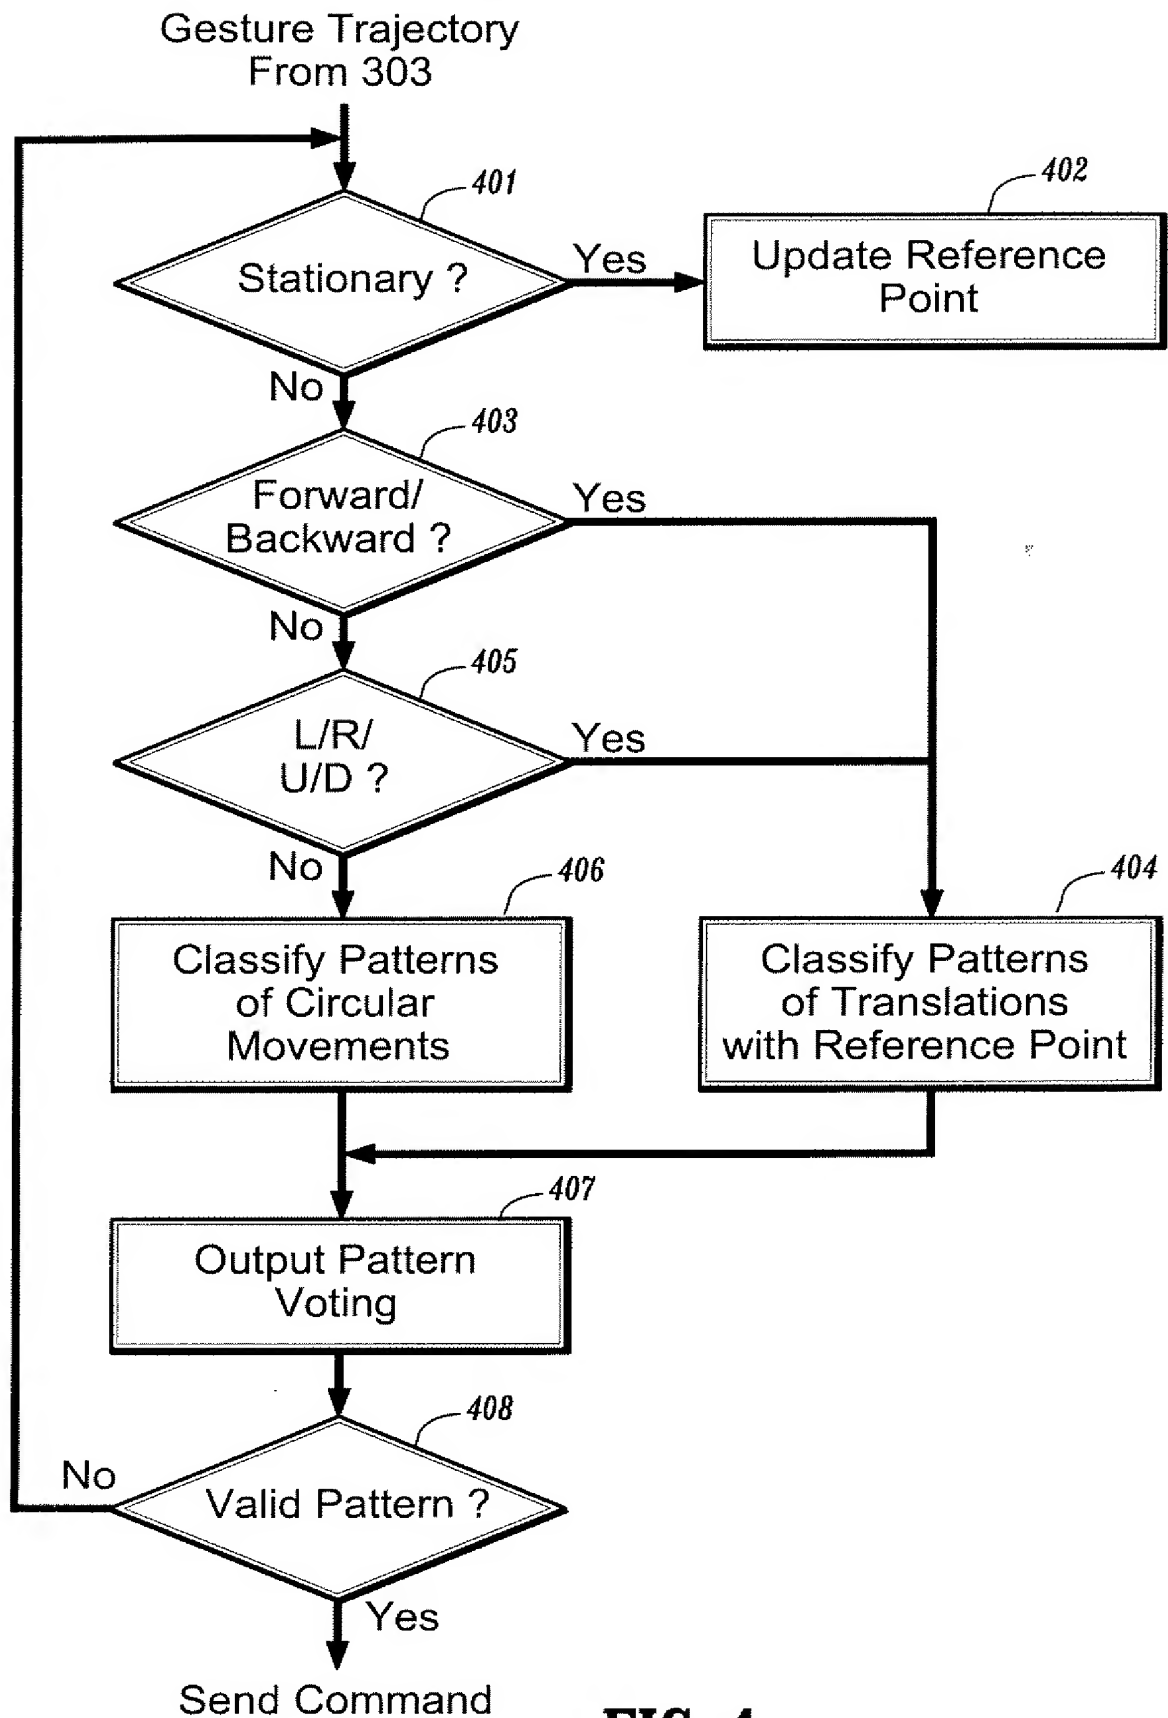 Gesture Trajectory
From 303
401
Stationary ?
Yes
402
Update Reference
Point
No
403
Forward/
Backward ?
Yes
No
405
L/R/
U/D ?
Yes
No
406
Classify Patterns
of Circular
Movements
404
Classify Patterns
of Translations
with Reference Point
407
Output Pattern
Voting
408
Valid Pattern ?
No
Yes
Send Command